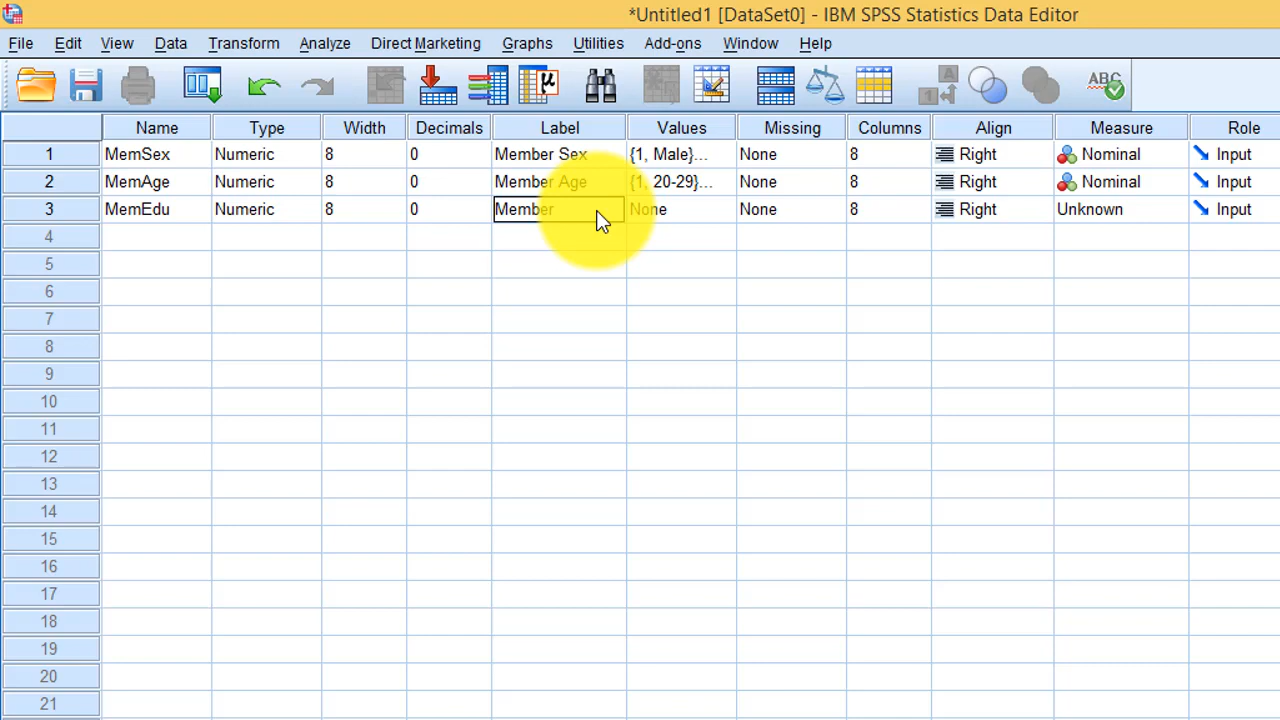 *Untitled1 [DataSet0] - IBM SPSS Statistics Data Editor
File Edit View Data Transform Analyze Direct Marketing Graphs Utilities Add-ons Window Help
μ A 1 ABC
Name Type Width Decimals Label Values Missing Columns Align Measure Role
1 MemSex Numeric 8 0 Member Sex {1, Male}... None 8 Right Nominal Input
2 MemAge Numeric 8 0 Member Age {1, 20-29}... None 8 Right Nominal Input
3 MemEdu Numeric 8 0 Member None None 8 Right Unknown Input
4
5
6
7
8
9
10
11
12
13
14
15
16
17
18
19
20
21